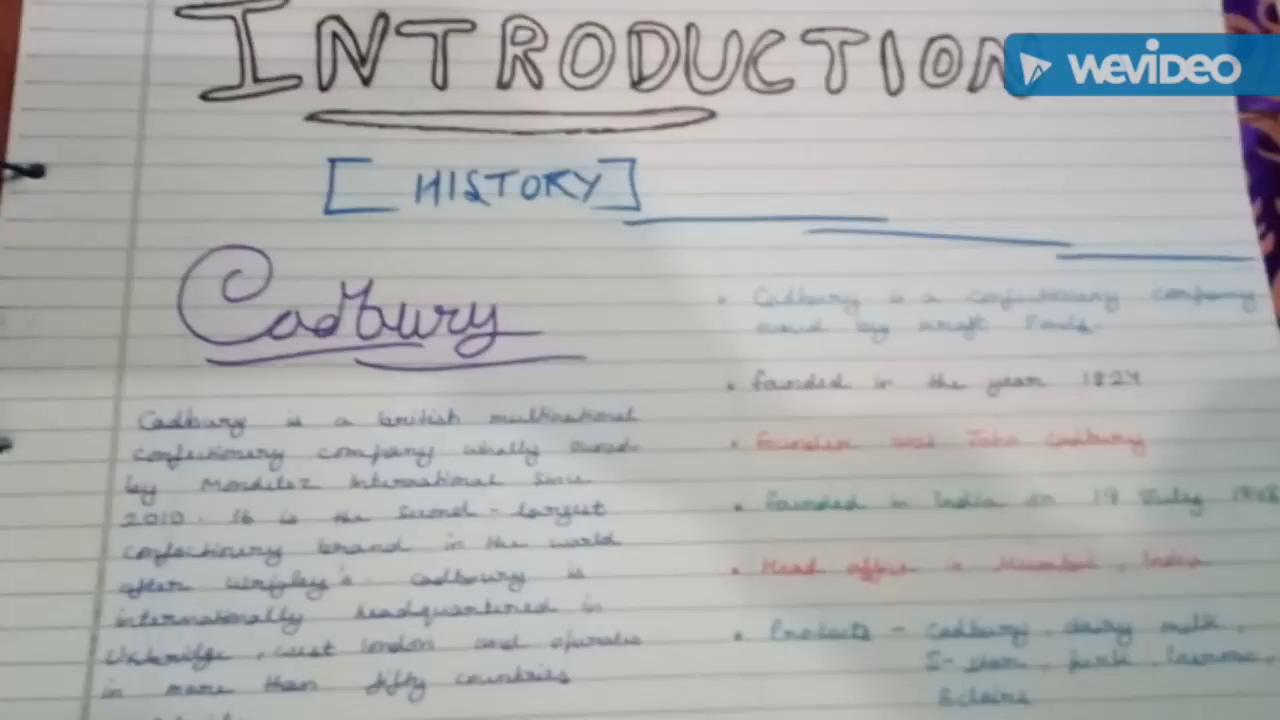 INTRODUCTION
WEVIDEO
[HISTORY]
Cadbury
Cadbury is a british multinational
confectionery company wholly owned
by Mondelez International since
2010. It is the second-largest
confectionery brand in the world
after wrigley's. cadbury is
internationally headquartered in
Uxbridge, west london and operates
in more than fifty countries
• Cadbury is a confectionary company
owned by kraft Foods.
• founded in the year 1824
• Founder was John Cadbury
• founded in India on 19 July 1948
• Head office in Mumbai, India
• Products - cadbury, dairy milk,
5-star, perk,
Eclairs